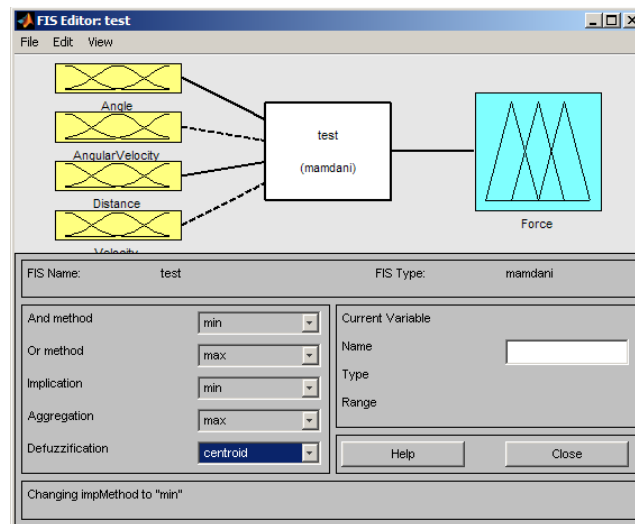 FIS Editor: test
File Edit View
Angle
AngularVelocity
Distance
Velocity
test
(mamdani)
Force
FIS Name: test FIS Type: mamdani
And method min
Or method max
Implication min
Aggregation max
Defuzzification centroid
Current Variable
Name
Type
Range
Help Close
Changing impMethod to "min"